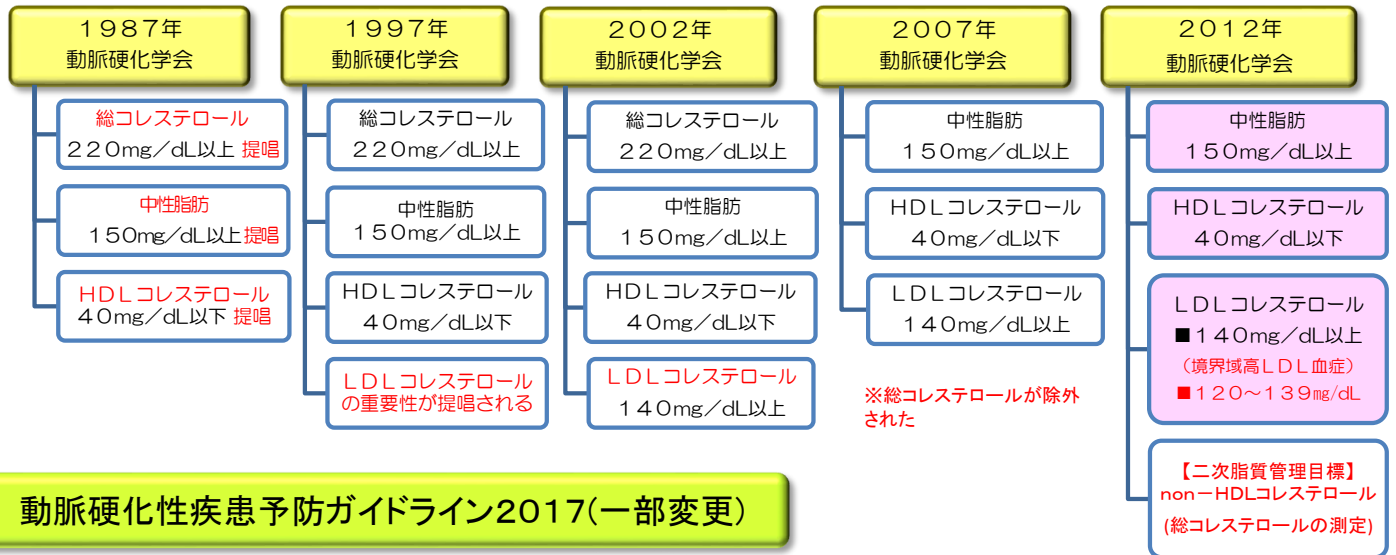 1987年
動脈硬化学会
総コレステロール
220mg/dL以上 提唱
中性脂肪
150mg/dL以上提唱
HDLコレステロール
40mg/dL以下 提唱
1997年
動脈硬化学会
総コレステロール
220mg/dL以上
中性脂肪
150mg/dL以上
HDLコレステロール
40mg/dL以下
LDLコレステロール
の重要性が提唱される
2002年
動脈硬化学会
総コレステロール
220mg/dL以上
中性脂肪
150mg/dL以上
HDLコレステロール
40mg/dL以下
LDLコレステロール
140mg/dL以上
2007年
動脈硬化学会
中性脂肪
150mg/dL以上
HDLコレステロール
40mg/dL以下
LDLコレステロール
140mg/dL以上
※総コレステロールが除外
された
2012年
動脈硬化学会
中性脂肪
150mg/dL以上
HDLコレステロール
40mg/dL以下
LDLコレステロール
■140mg/dL以上
(境界域高LDL血症)
■120~139㎎/dL
【二次脂質管理目標】
non-HDLコレステロール
(総コレステロールの測定)
動脈硬化性疾患予防ガイドライン2017(一部変更)